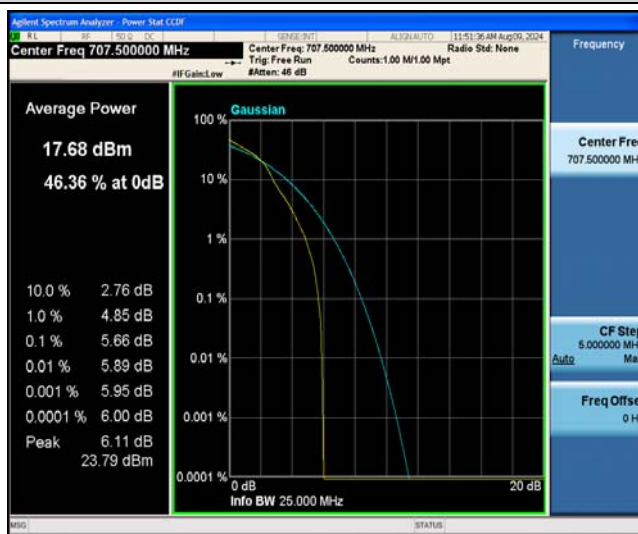 Agilent Spectrum Analyzer - Power Stat CCDF
RL RF 50 Ω DC SENSE:INT ALIGN AUTO 11:51:36 AM Aug 09, 2024
Center Freq 707.500000 MHz
Center Freq: 707.500000 MHz Radio Std: None
Trig: Free Run Counts:1.00 M/1.00 Mpt
#IFGain:Low #Atten: 46 dB
Frequency
Average Power
17.68 dBm
46.36 % at 0dB
10.0 % 2.76 dB
1.0 % 4.85 dB
0.1 % 5.66 dB
0.01 % 5.89 dB
0.001 % 5.95 dB
0.0001 % 6.00 dB
Peak 6.11 dB
23.79 dBm
Gaussian
100 %
10 %
1 %
0.1 %
0.01 %
0.001 %
0.0001 %
0 dB 20 dB
Info BW 25.000 MHz
Center Fre
707.500000 MH
CF Step
5.000000 MH
Auto Ma
Freq Offse
0 H
MSG STATUS